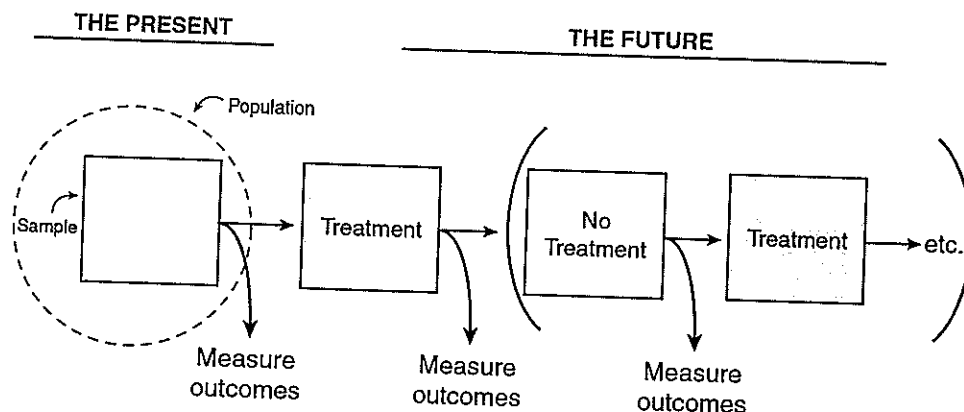 THE PRESENT
THE FUTURE
Population
Sample
Treatment
No
Treatment
Treatment
etc.
Measure
outcomes
Measure
outcomes
Measure
outcomes